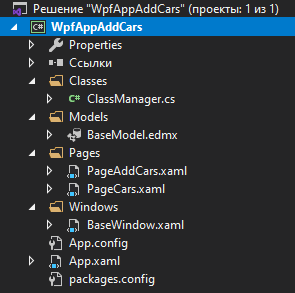 Решение "WpfAppAddCars" (проекты: 1 из 1)
C# WpfAppAddCars
Properties
Ссылки
Classes
C# ClassManager.cs
Models
BaseModel.edmx
Pages
PageAddCars.xaml
PageCars.xaml
Windows
BaseWindow.xaml
App.config
App.xaml
packages.config